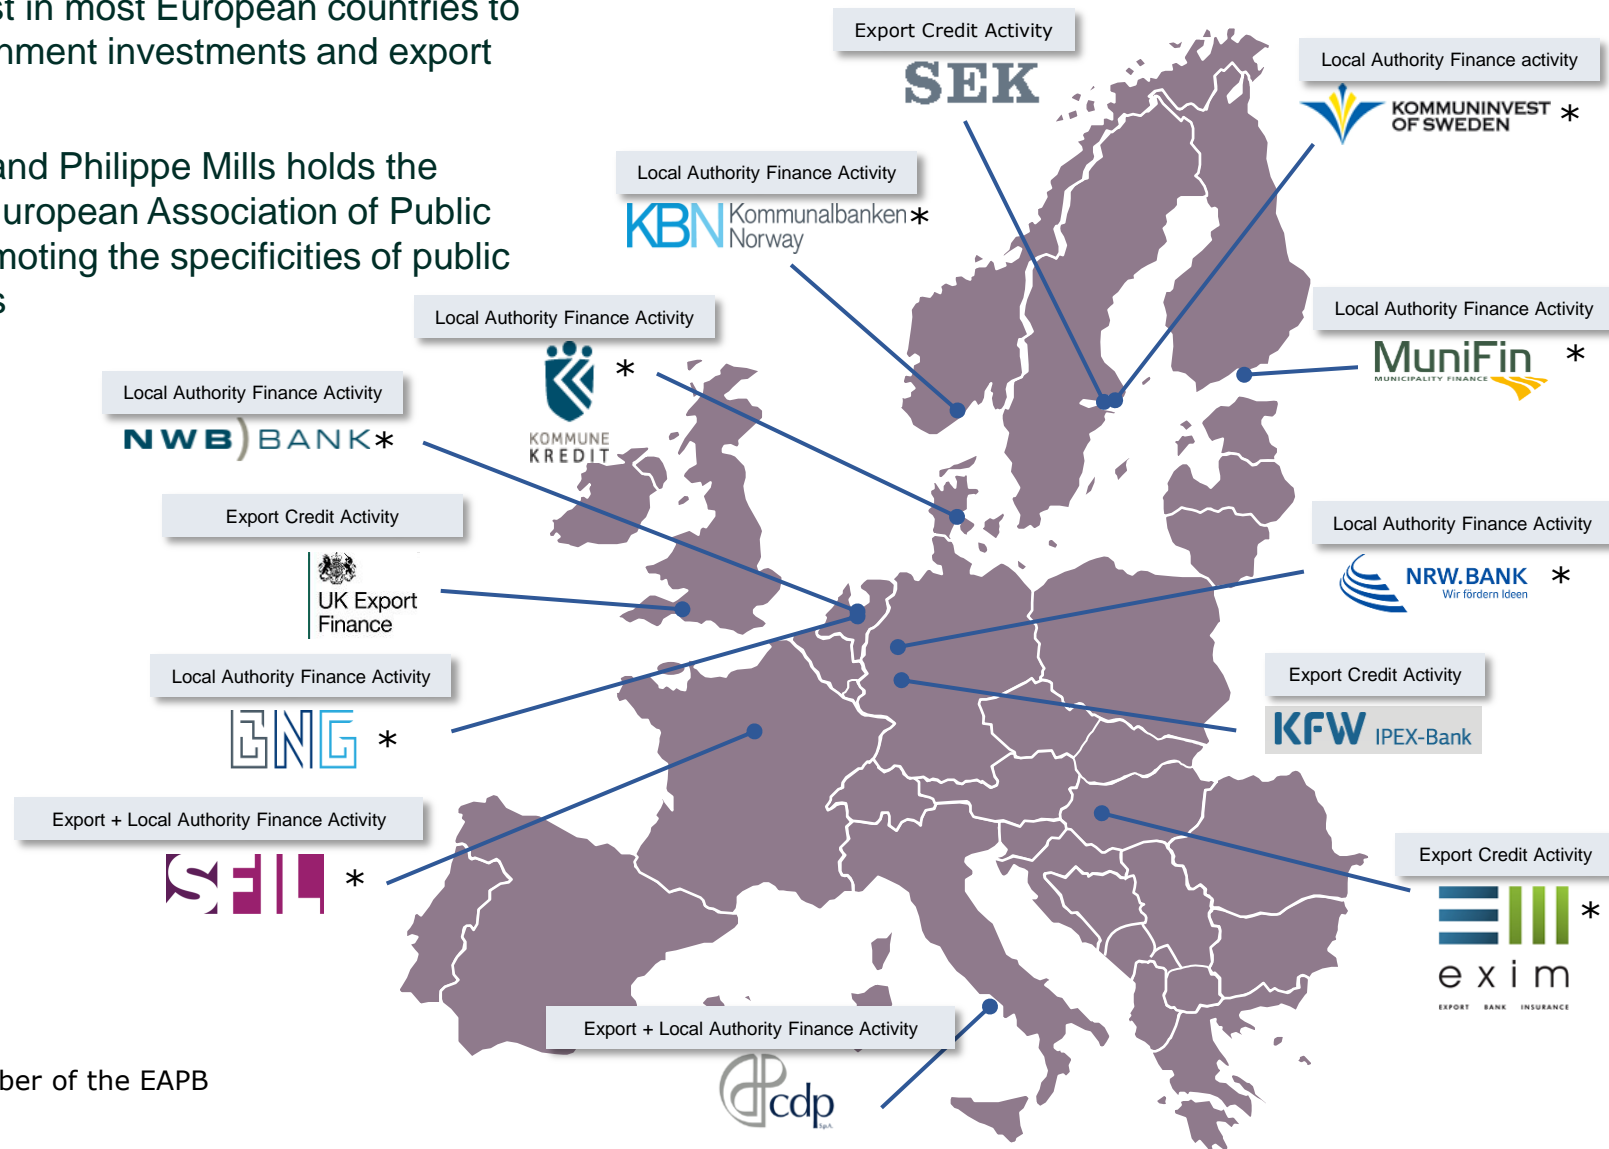 st in most European countries to
nment investments and export
and Philippe Mills holds the
uropean Association of Public
moting the specificities of public
s
Export Credit Activity
SEK
Local Authority Finance activity
KOMMUNINVEST
OF SWEDEN *
Local Authority Finance Activity
KBN Kommunalbanken *
Norway
Local Authority Finance Activity
*
KOMMUNE
KREDIT
Local Authority Finance Activity
MuniFin *
MUNICIPALITY FINANCE
Local Authority Finance Activity
NWB)BANK *
Export Credit Activity
UK Export
Finance
Local Authority Finance Activity
NRW.BANK *
Wir fördern Ideen
Local Authority Finance Activity
BNG *
Export Credit Activity
KFW IPEX-Bank
Export + Local Authority Finance Activity
SFIL *
Export Credit Activity
*
exim
EXPORT BANK INSURANCE
Export + Local Authority Finance Activity
cdp
S.p.A.
ber of the EAPB